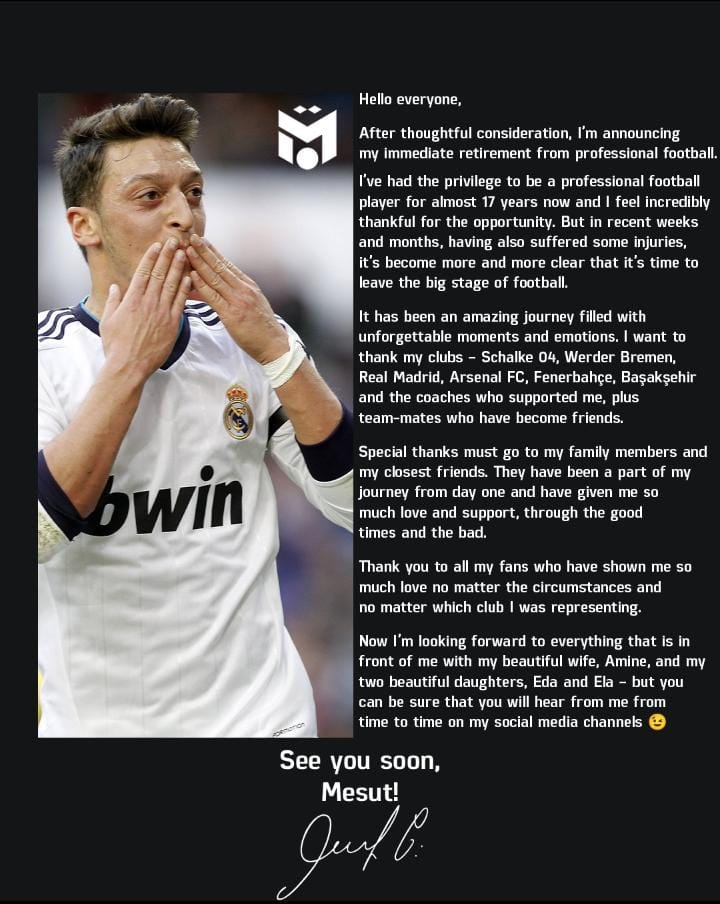 Hello everyone,
After thoughtful consideration, I'm announcing
my immediate retirement from professional football.
I've had the privilege to be a professional football
player for almost 17 years now and I feel incredibly
thankful for the opportunity. But in recent weeks
and months, having also suffered some injuries,
it's become more and more clear that it's time to
leave the big stage of football.
It has been an amazing journey filled with
unforgettable moments and emotions. I want to
thank my clubs – Schalke 04, Werder Bremen,
Real Madrid, Arsenal FC, Fenerbahçe, Başakşehir
and the coaches who supported me, plus
team-mates who have become friends.
Special thanks must go to my family members and
my closest friends. They have been a part of my
journey from day one and have given me so
much love and support, through the good
times and the bad.
Thank you to all my fans who have shown me so
much love no matter the circumstances and
no matter which club I was representing.
Now I'm looking forward to everything that is in
front of me with my beautiful wife, Amine, and my
two beautiful daughters, Eda and Ela – but you
can be sure that you will hear from me from
time to time on my social media channels 😉
bwin
See you soon,
Mesut!